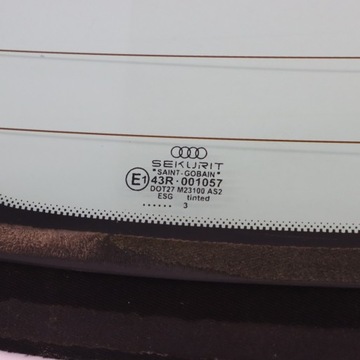 SEKURIT
"SAINT-GOBAIN"
E1 43R-001057
DOT27 M23100 AS2
ESG tinted
...... 3